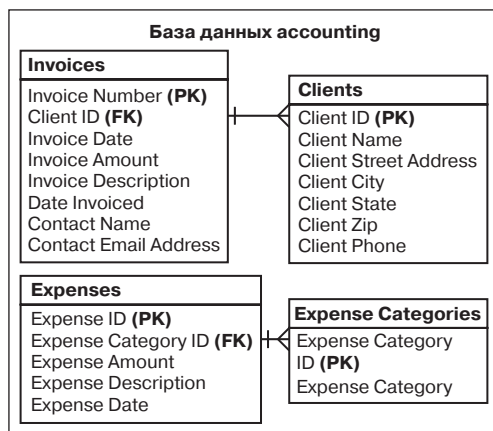 База данных accounting
Invoices
Invoice Number (PK)
Client ID (FK)
Invoice Date
Invoice Amount
Invoice Description
Date Invoiced
Contact Name
Contact Email Address
Clients
Client ID (PK)
Client Name
Client Street Address
Client City
Client State
Client Zip
Client Phone
Expenses
Expense ID (PK)
Expense Category ID (FK)
Expense Amount
Expense Description
Expense Date
Expense Categories
Expense Category
ID (PK)
Expense Category